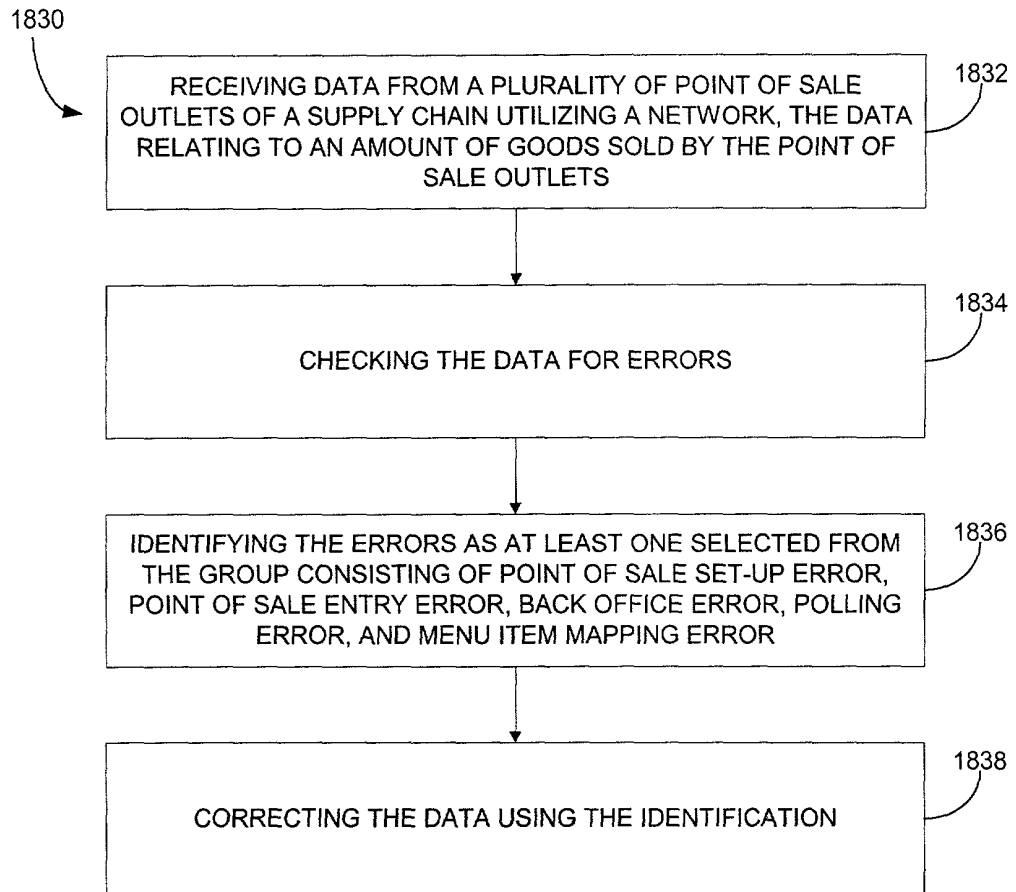 1830
RECEIVING DATA FROM A PLURALITY OF POINT OF SALE
OUTLETS OF A SUPPLY CHAIN UTILIZING A NETWORK, THE DATA
RELATING TO AN AMOUNT OF GOODS SOLD BY THE POINT OF
SALE OUTLETS
1832
CHECKING THE DATA FOR ERRORS
1834
IDENTIFYING THE ERRORS AS AT LEAST ONE SELECTED FROM
THE GROUP CONSISTING OF POINT OF SALE SET-UP ERROR,
POINT OF SALE ENTRY ERROR, BACK OFFICE ERROR, POLLING
ERROR, AND MENU ITEM MAPPING ERROR
1836
CORRECTING THE DATA USING THE IDENTIFICATION
1838